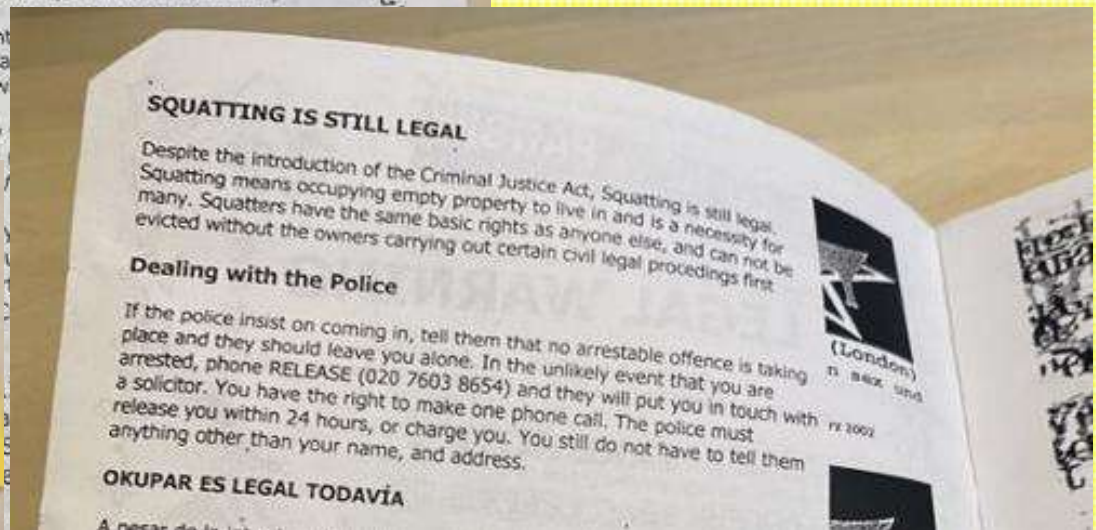 SQUATTING IS STILL LEGAL
Despite the introduction of the Criminal Justice Act, Squatting is still legal.
Squatting means occupying empty property to live in and is a necessity for
many. Squatters have the same basic rights as anyone else, and can not be
evicted without the owners carrying out certain civil legal procedings first
Dealing with the Police
If the police insist on coming in, tell them that no arrestable offence is taking
place and they should leave you alone. In the unlikely event that you are
arrested, phone RELEASE (020 7603 8654) and they will put you in touch with
a solicitor. You have the right to make one phone call. The police must
release you within 24 hours, or charge you. You still do not have to tell them
anything other than your name, and address.
OKUPAR ES LEGAL TODAVÍA
A pesar de la
(London)
n sex und
rz 2002